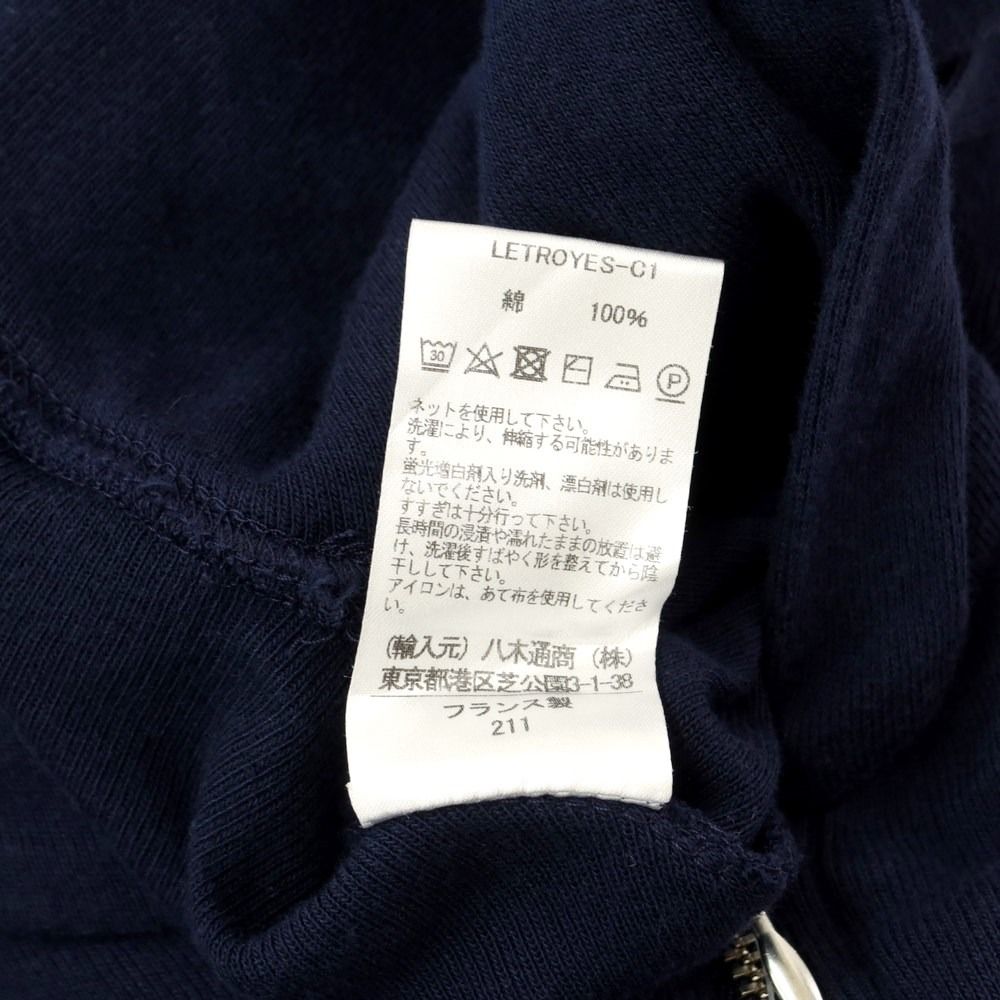 LETROYES-C1
綿 100%
30 P
ネットを使用して下さい。
洗濯により、伸縮する可能性がありま
す。
蛍光増白剤入り洗剤、漂白剤は使用し
ないでください。
すすぎは十分行って下さい。
長時間の浸漬や濡れたままの放置は避
け、洗濯後すばやく形を整えてから陰
干しして下さい。
アイロンは、あて布を使用してくださ
い。
(輸入元) 八木通商 (株)
東京都港区芝公園3-1-38
フランス製
211